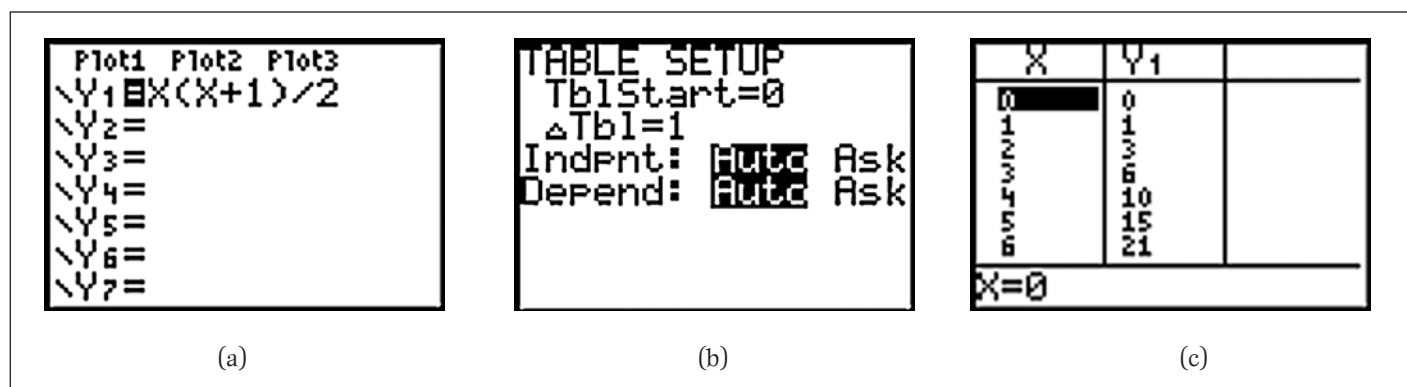 Plot1 Plot2 Plot3
\Y1=X(X+1)/2
\Y2=
\Y3=
\Y4=
\Y5=
\Y6=
\Y7=
(a)
TABLE SETUP
TblStart=0
△Tbl=1
Indpnt: Auto Ask
Depend: Auto Ask
(b)
X Y1
0 0
1 1
2 3
3 6
4 10
5 15
6 21
X=0
(c)